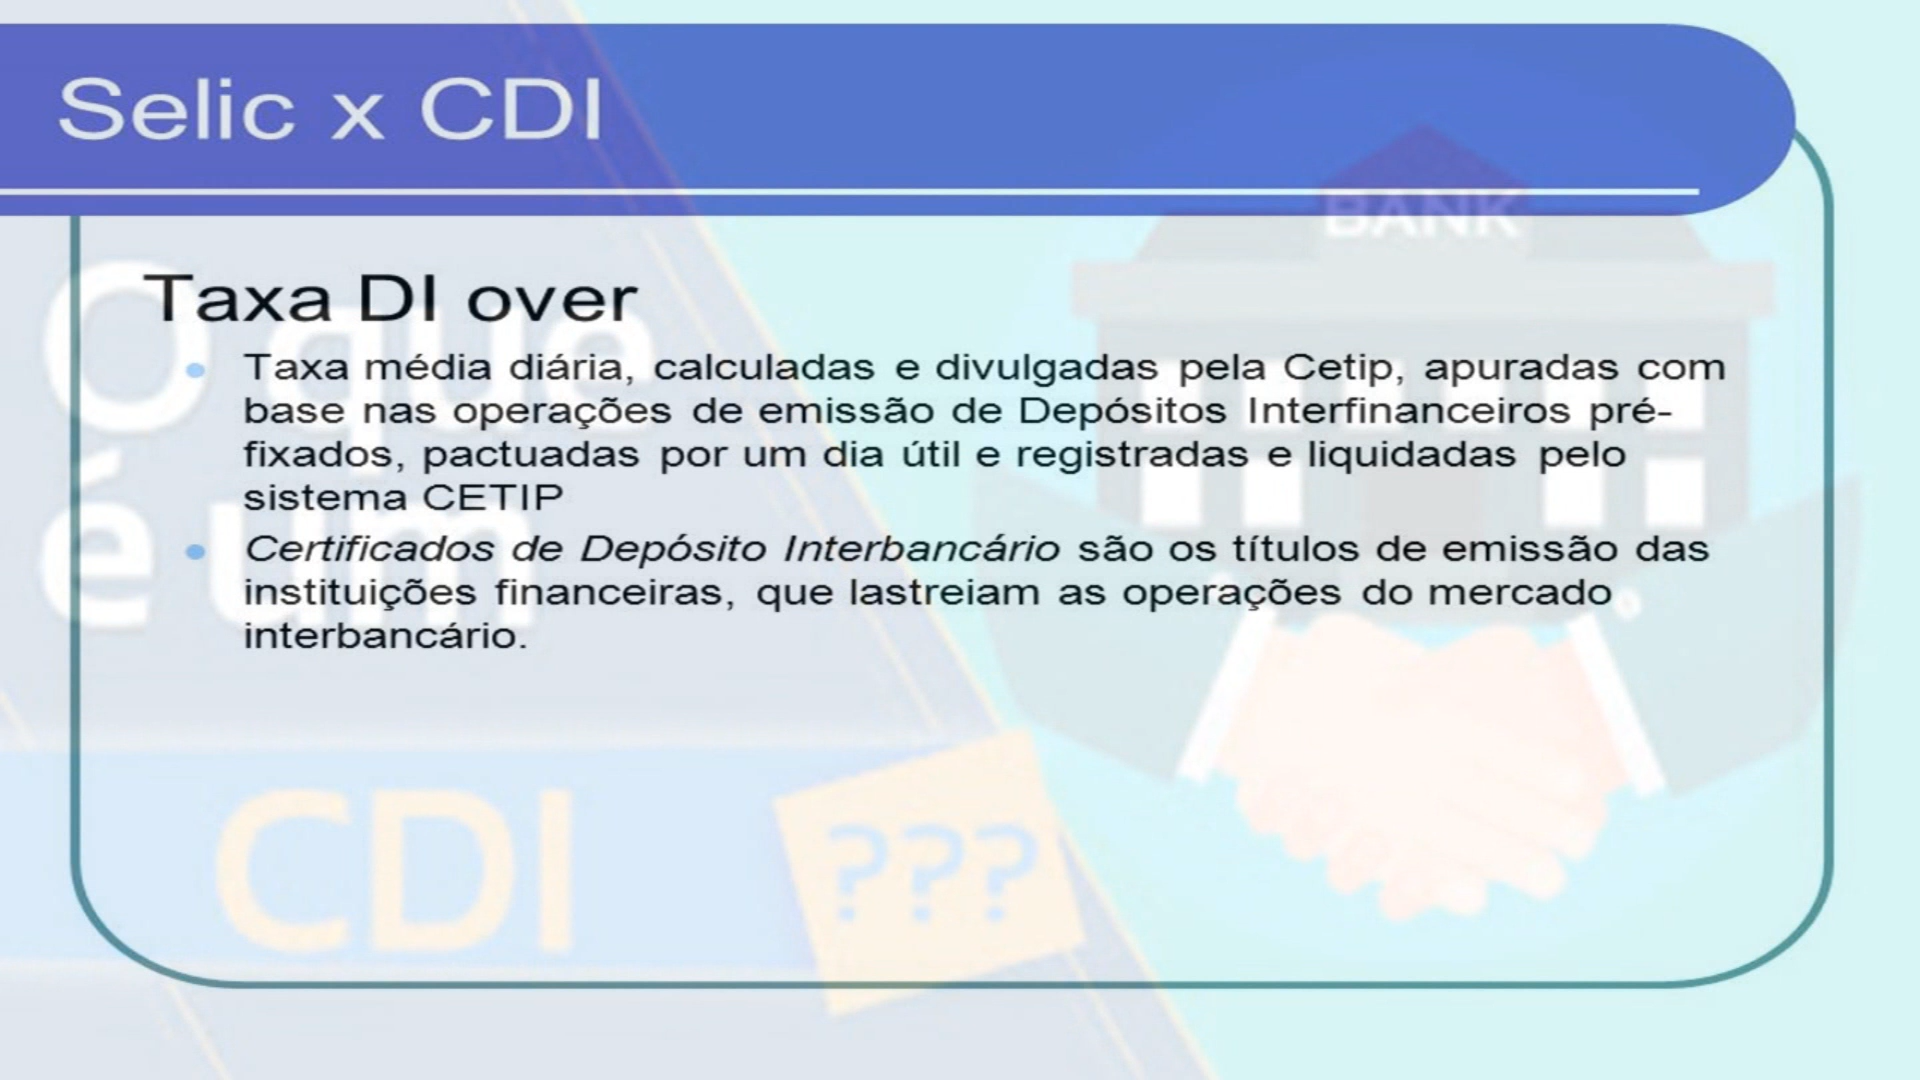 Selic x CDI
BANK
Taxa DI over
Taxa média diária, calculadas e divulgadas pela Cetip, apuradas com
base nas operações de emissão de Depósitos Interfinanceiros pré-
fixados, pactuadas por um dia útil e registradas e liquidadas pelo
sistema CETIP
Certificados de Depósito Interbancário são os títulos de emissão das
instituições financeiras, que lastreiam as operações do mercado
interbancário.
O que
é um
CDI
???